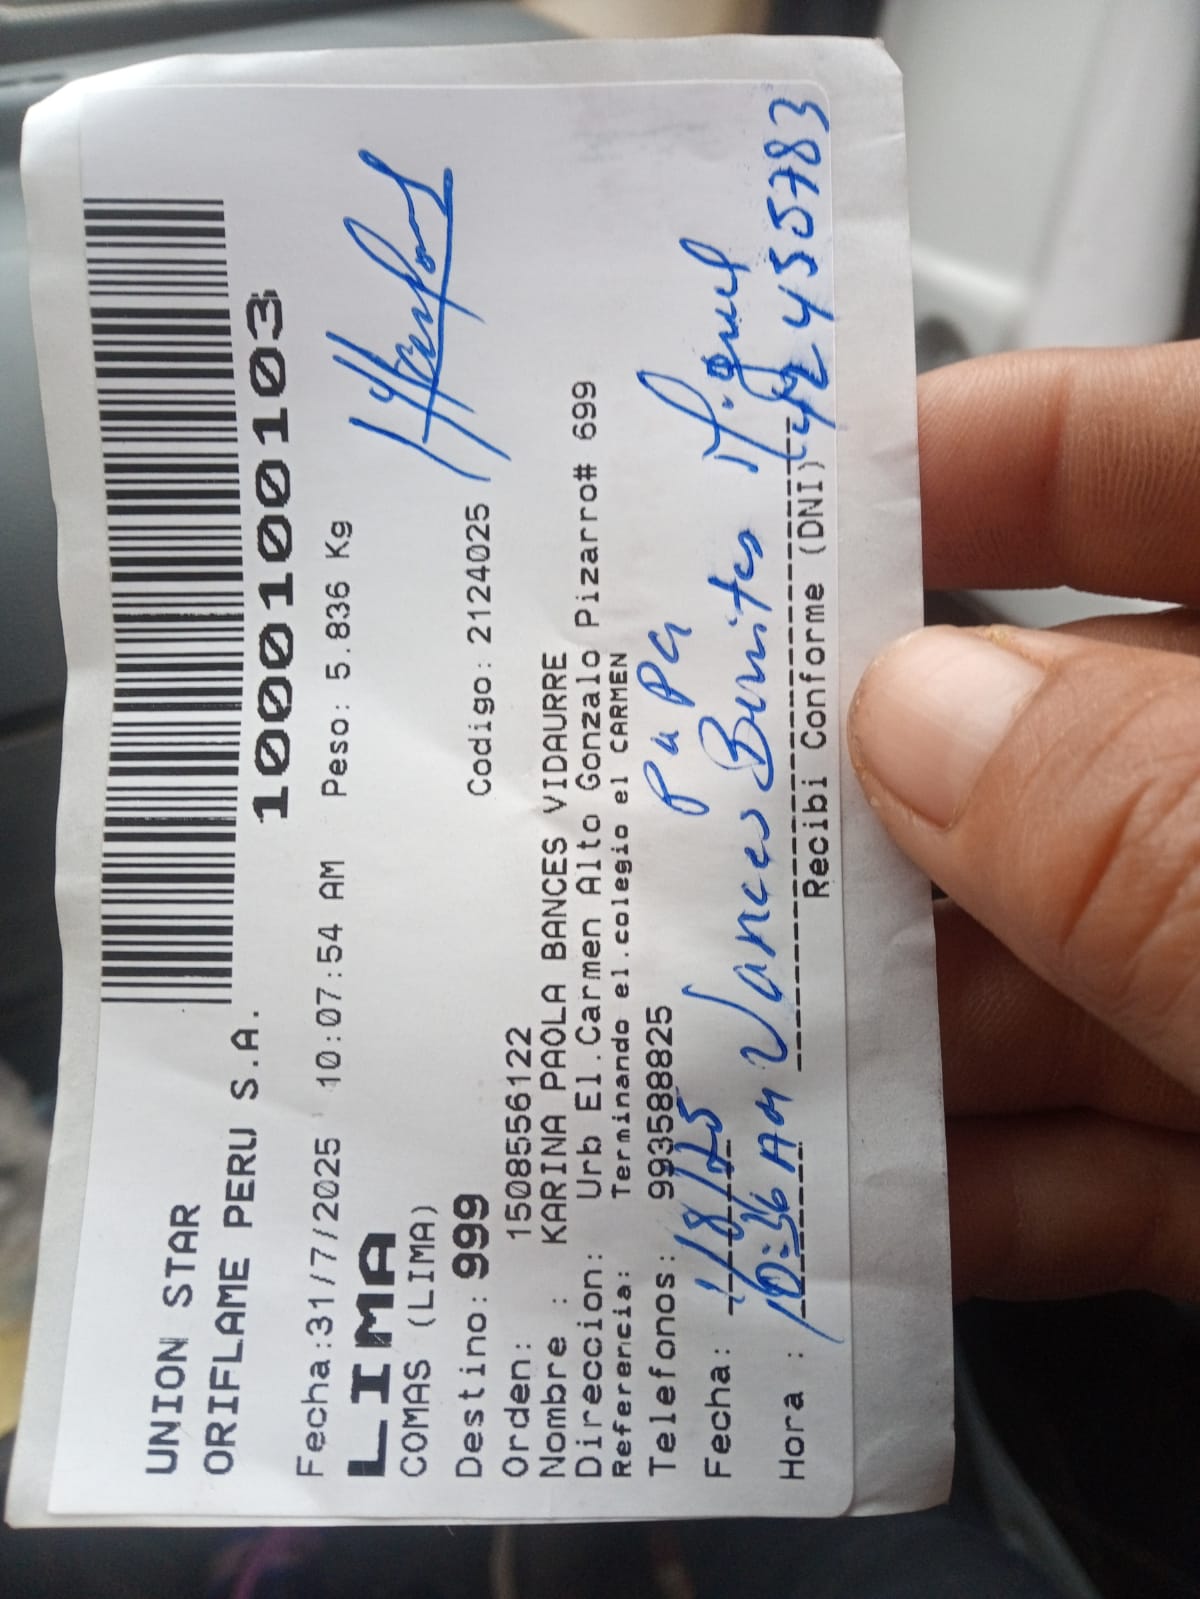 UNION STAR
ORIFLAME PERU S.A.
1000100103
Fecha:31/7/2025 10:07:54 AM Peso: 5.836 Kg
LIMA
COMAS (LIMA)
Destino: 999 Codigo: 2124025
Orden: 1508556122
Nombre : KARINA PAOLA BANCES VIDAURRE
Direccion: Urb El.Carmen Alto Gonzalo Pizarro# 699
Referencia: Terminando el.colegio el CARMEN
Telefonos: 993588825
PaPa
Fecha: 1/8/25
Vances Benites Miguel
Hora : 10:36 AM
Recibi Conforme (DNI)